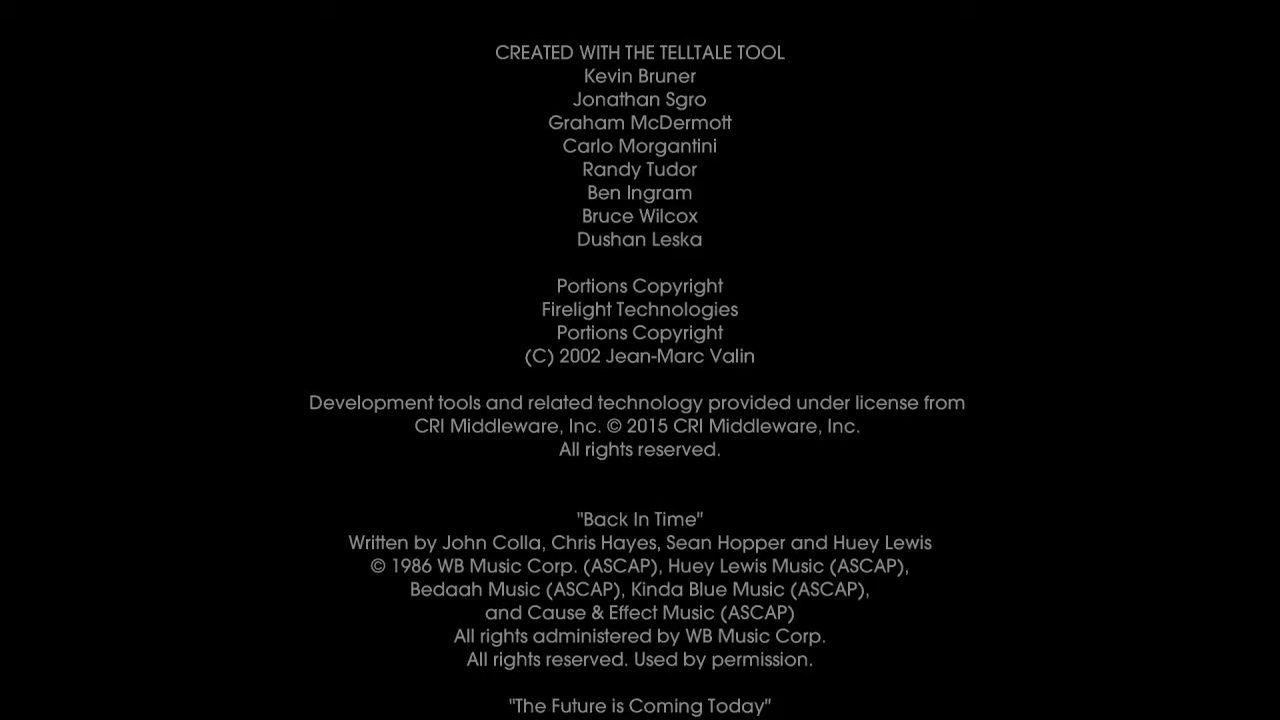 CREATED WITH THE TELLTALE TOOL
Kevin Bruner
Jonathan Sgro
Graham McDermott
Carlo Morgantini
Randy Tudor
Ben Ingram
Bruce Wilcox
Dushan Leska
Portions Copyright
Firelight Technologies
Portions Copyright
(C) 2002 Jean-Marc Valin
Development tools and related technology provided under license from
CRI Middleware, Inc. © 2015 CRI Middleware, Inc.
All rights reserved.
"Back In Time"
Written by John Colla, Chris Hayes, Sean Hopper and Huey Lewis
© 1986 WB Music Corp. (ASCAP), Huey Lewis Music (ASCAP),
Bedaah Music (ASCAP), Kinda Blue Music (ASCAP),
and Cause & Effect Music (ASCAP)
All rights administered by WB Music Corp.
All rights reserved. Used by permission.
"The Future is Coming Today"